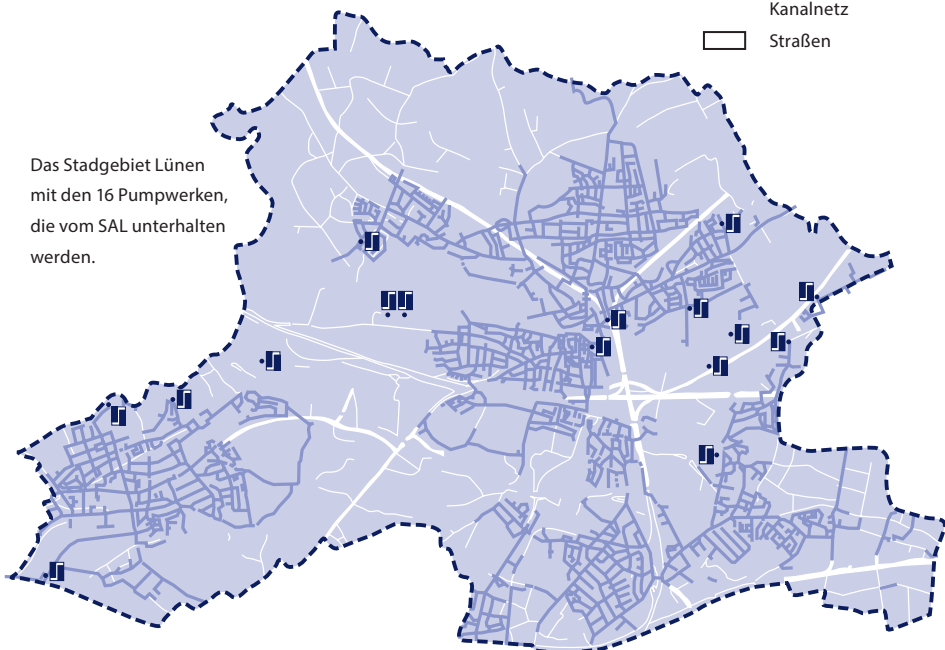 Kanalnetz
Straßen
Das Stadgebiet Lünen
mit den 16 Pumpwerken,
die vom SAL unterhalten
werden.